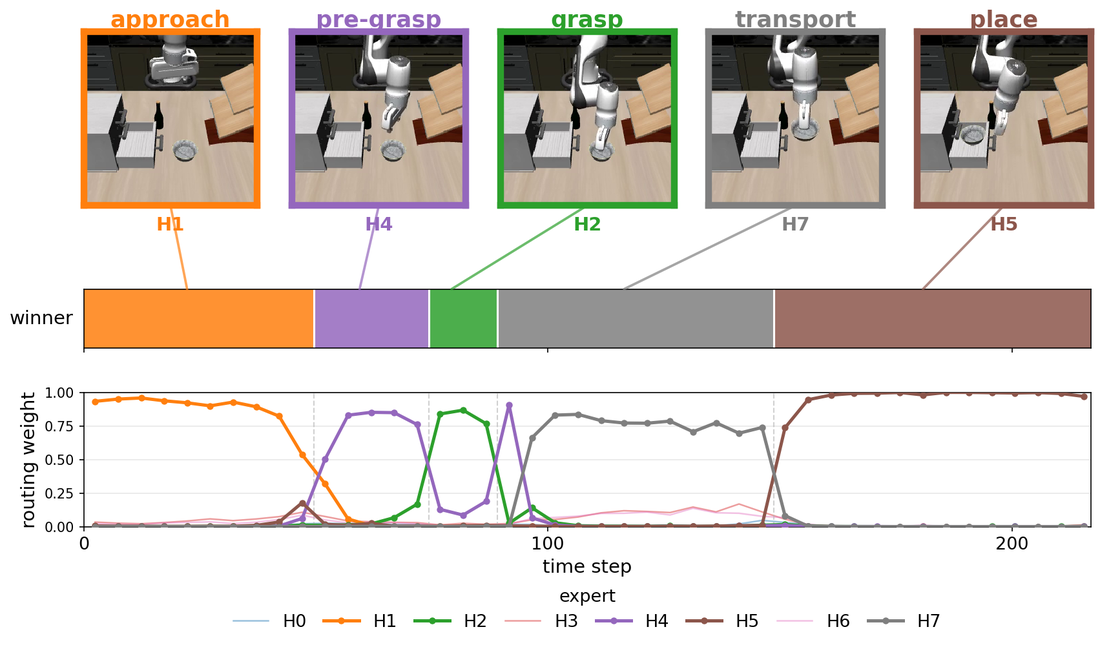 approach pre-grasp grasp transport place
H1 H4 H2 H7 H5
winner
routing weight
1.00
0.75
0.50
0.25
0.00
0 100 200
time step
expert
H0 H1 H2 H3 H4 H5 H6 H7